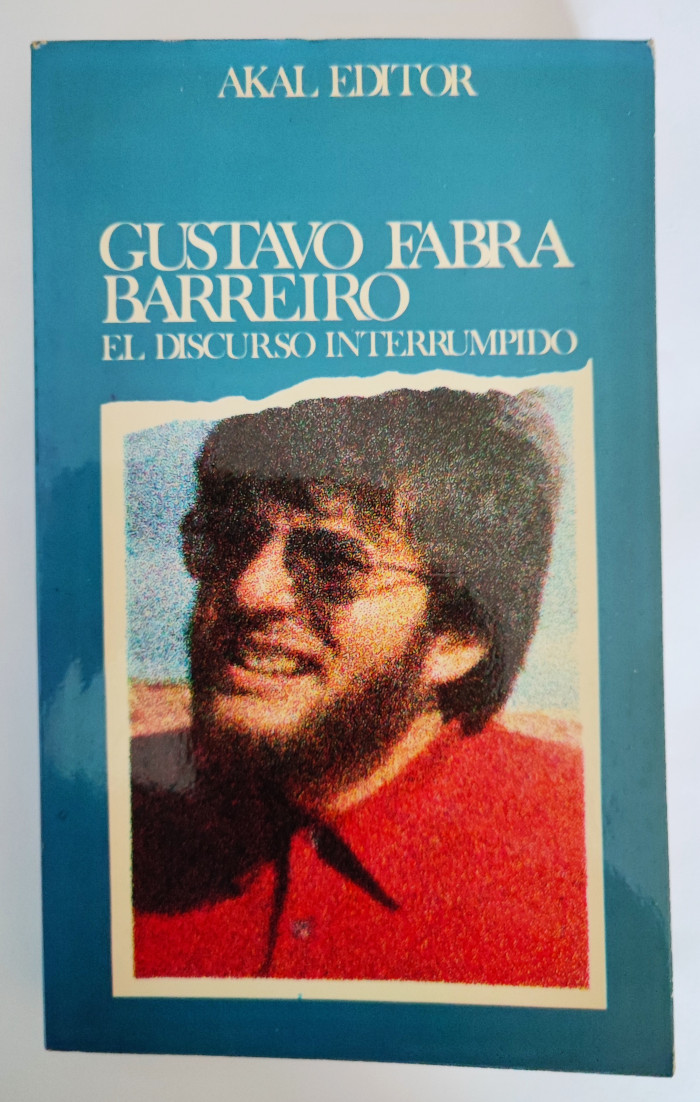 AKAL EDITOR
GUSTAVO FABRA
BARREIRO
EL DISCURSO INTERRUMPIDO